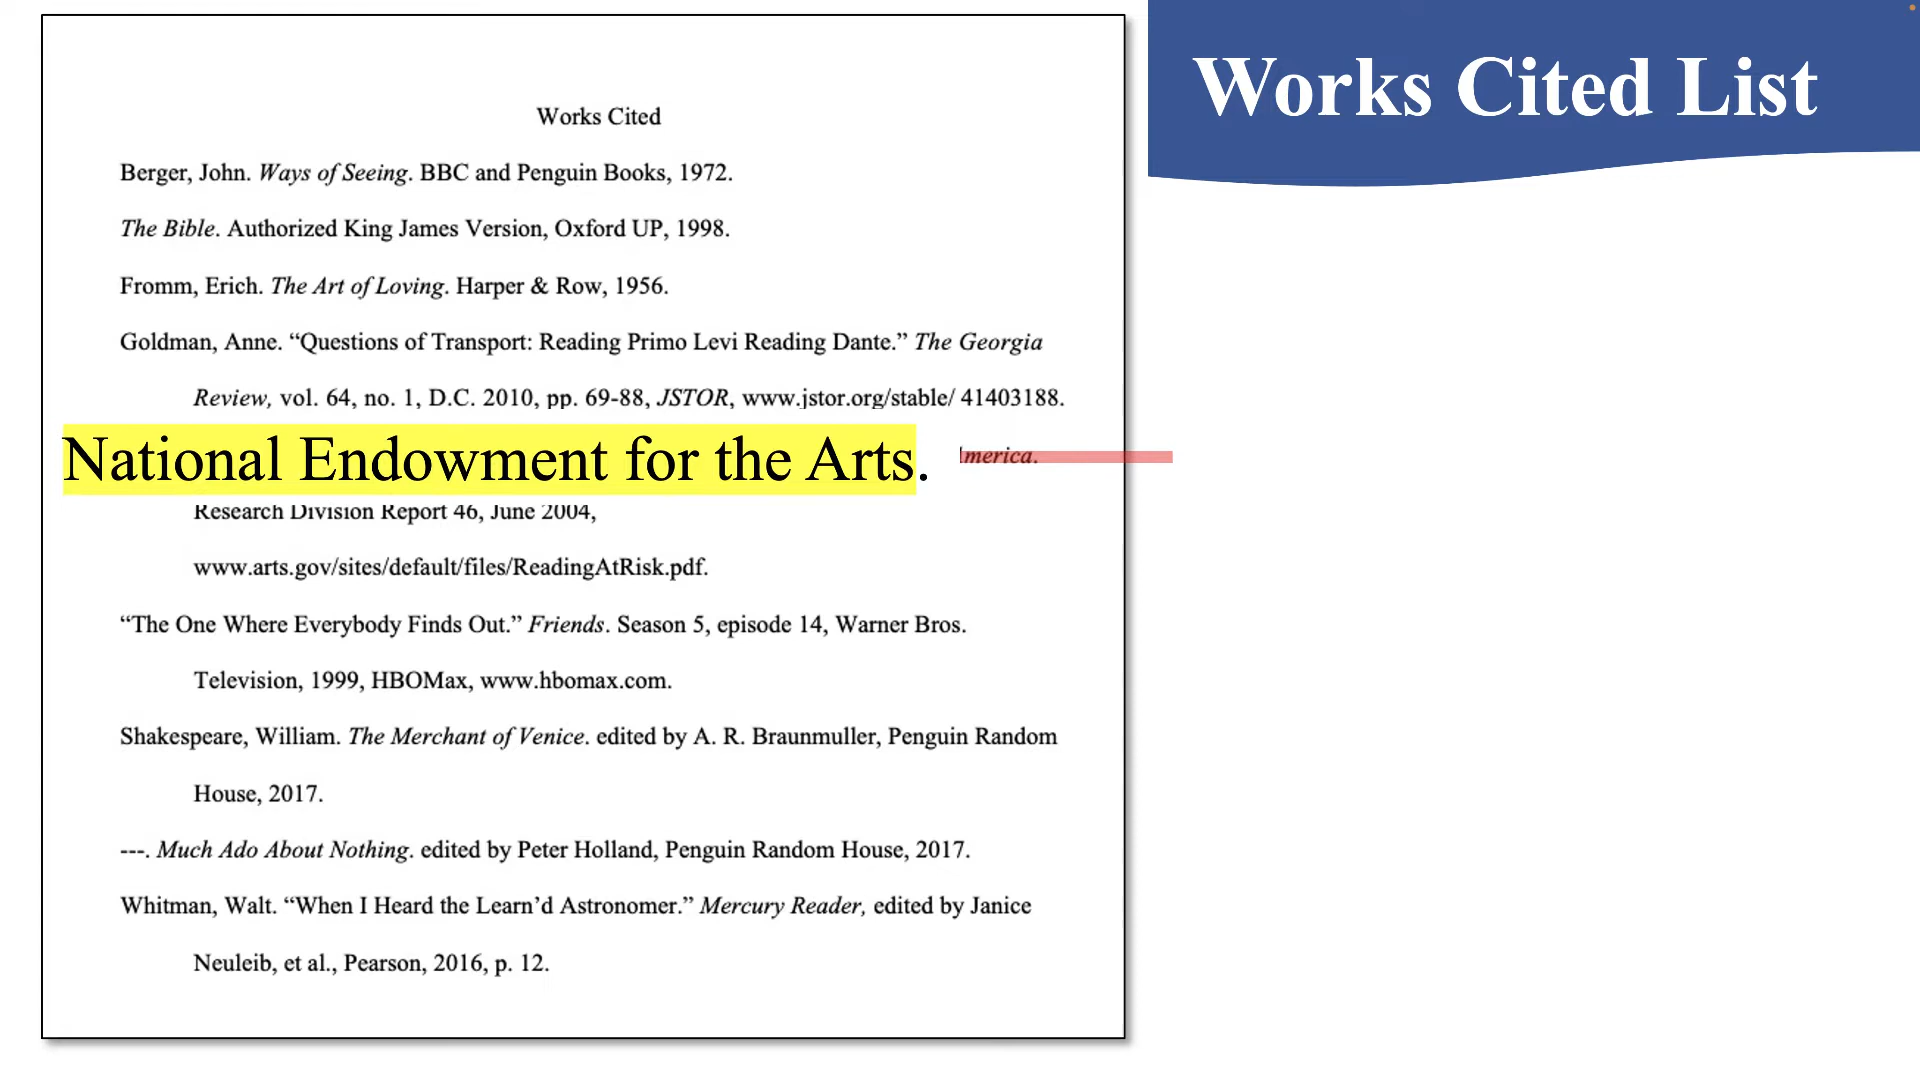 Works Cited List
Works Cited
Berger, John. Ways of Seeing. BBC and Penguin Books, 1972.
The Bible. Authorized King James Version, Oxford UP, 1998.
Fromm, Erich. The Art of Loving. Harper & Row, 1956.
Goldman, Anne. “Questions of Transport: Reading Primo Levi Reading Dante.” The Georgia
Review, vol. 64, no. 1, D.C. 2010, pp. 69-88, JSTOR, www.jstor.org/stable/ 41403188.
National Endowment for the Arts. merica.
Research Division Report 46, June 2004,
www.arts.gov/sites/default/files/ReadingAtRisk.pdf.
“The One Where Everybody Finds Out.” Friends. Season 5, episode 14, Warner Bros.
Television, 1999, HBOMax, www.hbomax.com.
Shakespeare, William. The Merchant of Venice. edited by A. R. Braunmuller, Penguin Random
House, 2017.
---. Much Ado About Nothing. edited by Peter Holland, Penguin Random House, 2017.
Whitman, Walt. “When I Heard the Learn’d Astronomer.” Mercury Reader, edited by Janice
Neuleib, et al., Pearson, 2016, p. 12.